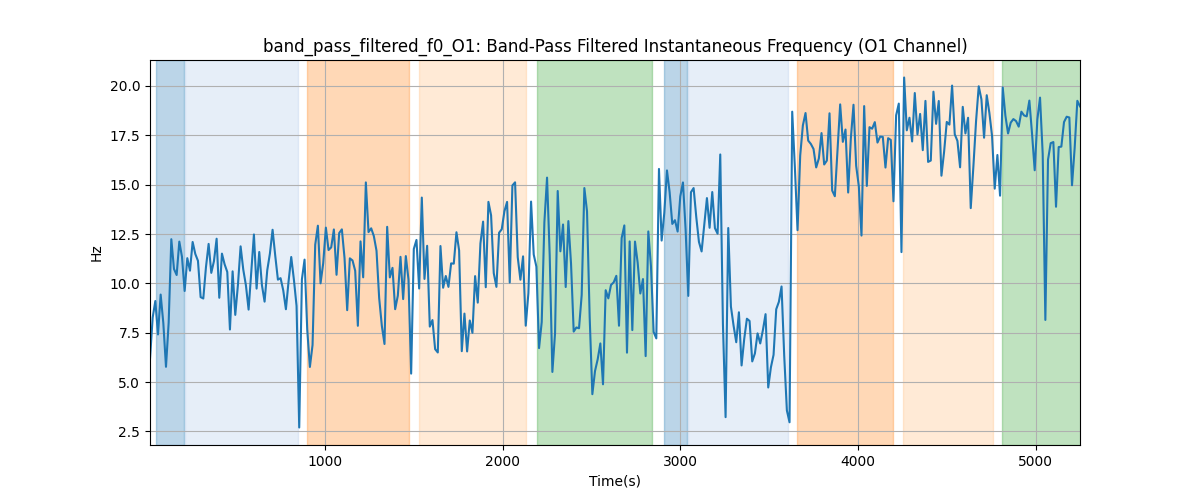 band_pass_filtered_f0_O1: Band-Pass Filtered Instantaneous Frequency (O1 Channel)
20.0
17.5
15.0
12.5
10.0
7.5
5.0
2.5
Hz
1000 2000 3000 4000 5000
Time(s)